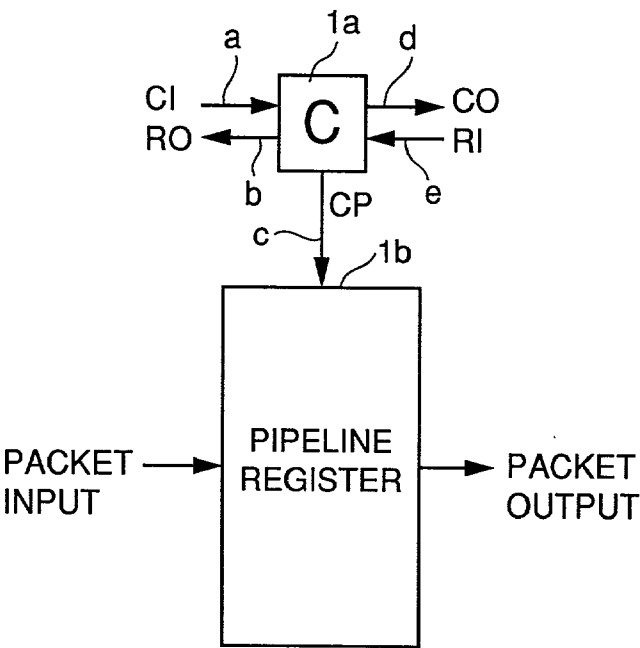 1a
a
d
CI
C
CO
RO
RI
b
e
CP
c
1b
PIPELINE
REGISTER
PACKET
INPUT
PACKET
OUTPUT